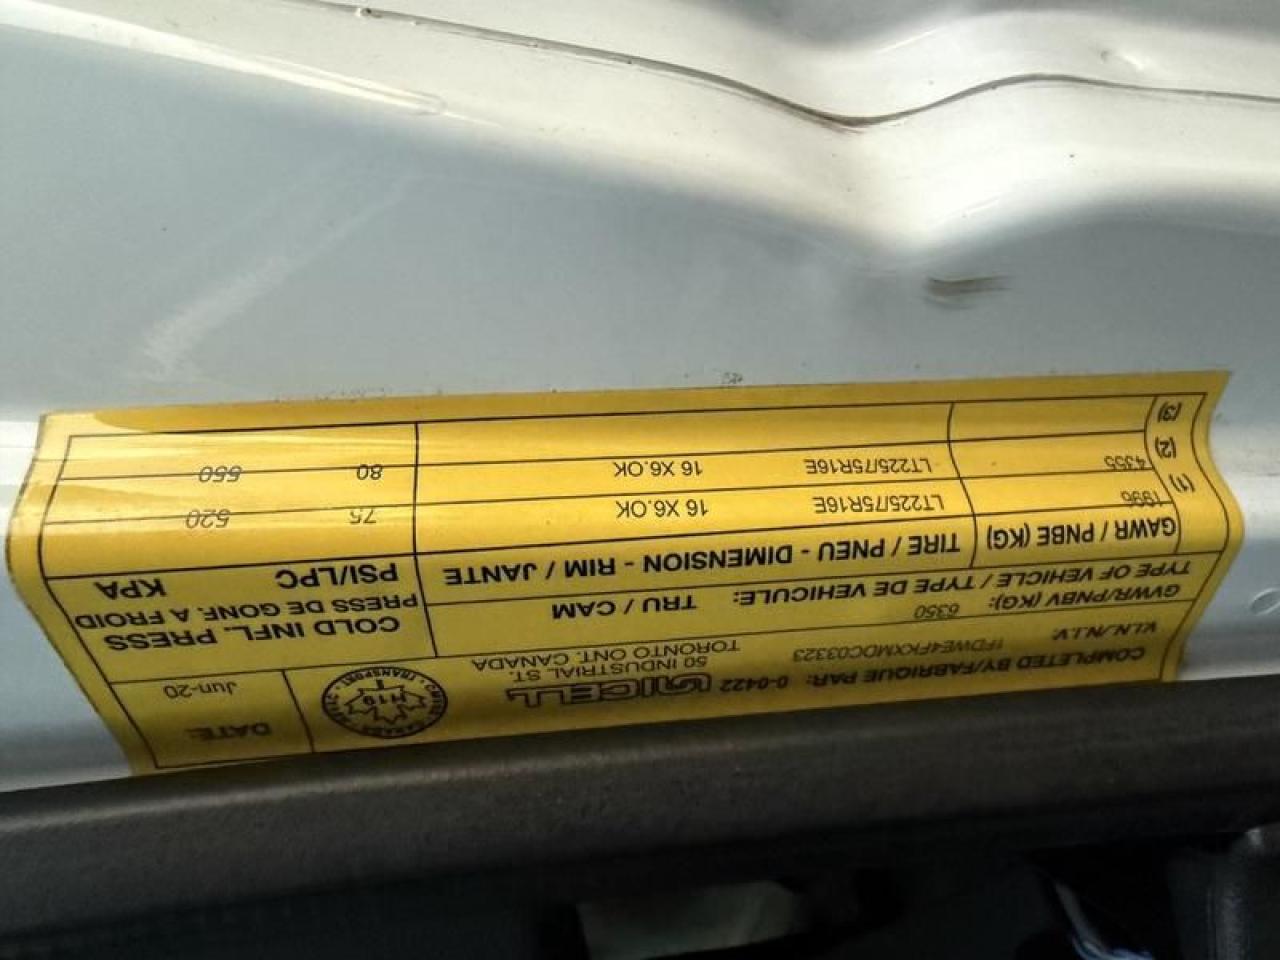 COMPLETED BY/FABRIQUE PAR: 0-0422 UNICELL
50 INDUSTRIAL ST.
TORONTO ONT. CANADA
DATE:
Jun-20
V.I.N./N.I.V. 1FDWE4FKXMDC03323
GVWR/PNBV (KG): 6350
TYPE OF VEHICLE / TYPE DE VEHICULE: TRU / CAM
COLD INFL. PRESS
PRESS DE GONF. A FROID
GAWR / PNBE (KG) TIRE / PNEU - DIMENSION - RIM / JANTE PSI/LPC KPA
(1) 1996 LT225/75R16E 16 X6.OK 75 520
(2) 4355 LT225/75R16E 16 X6.OK 80 550
(3)